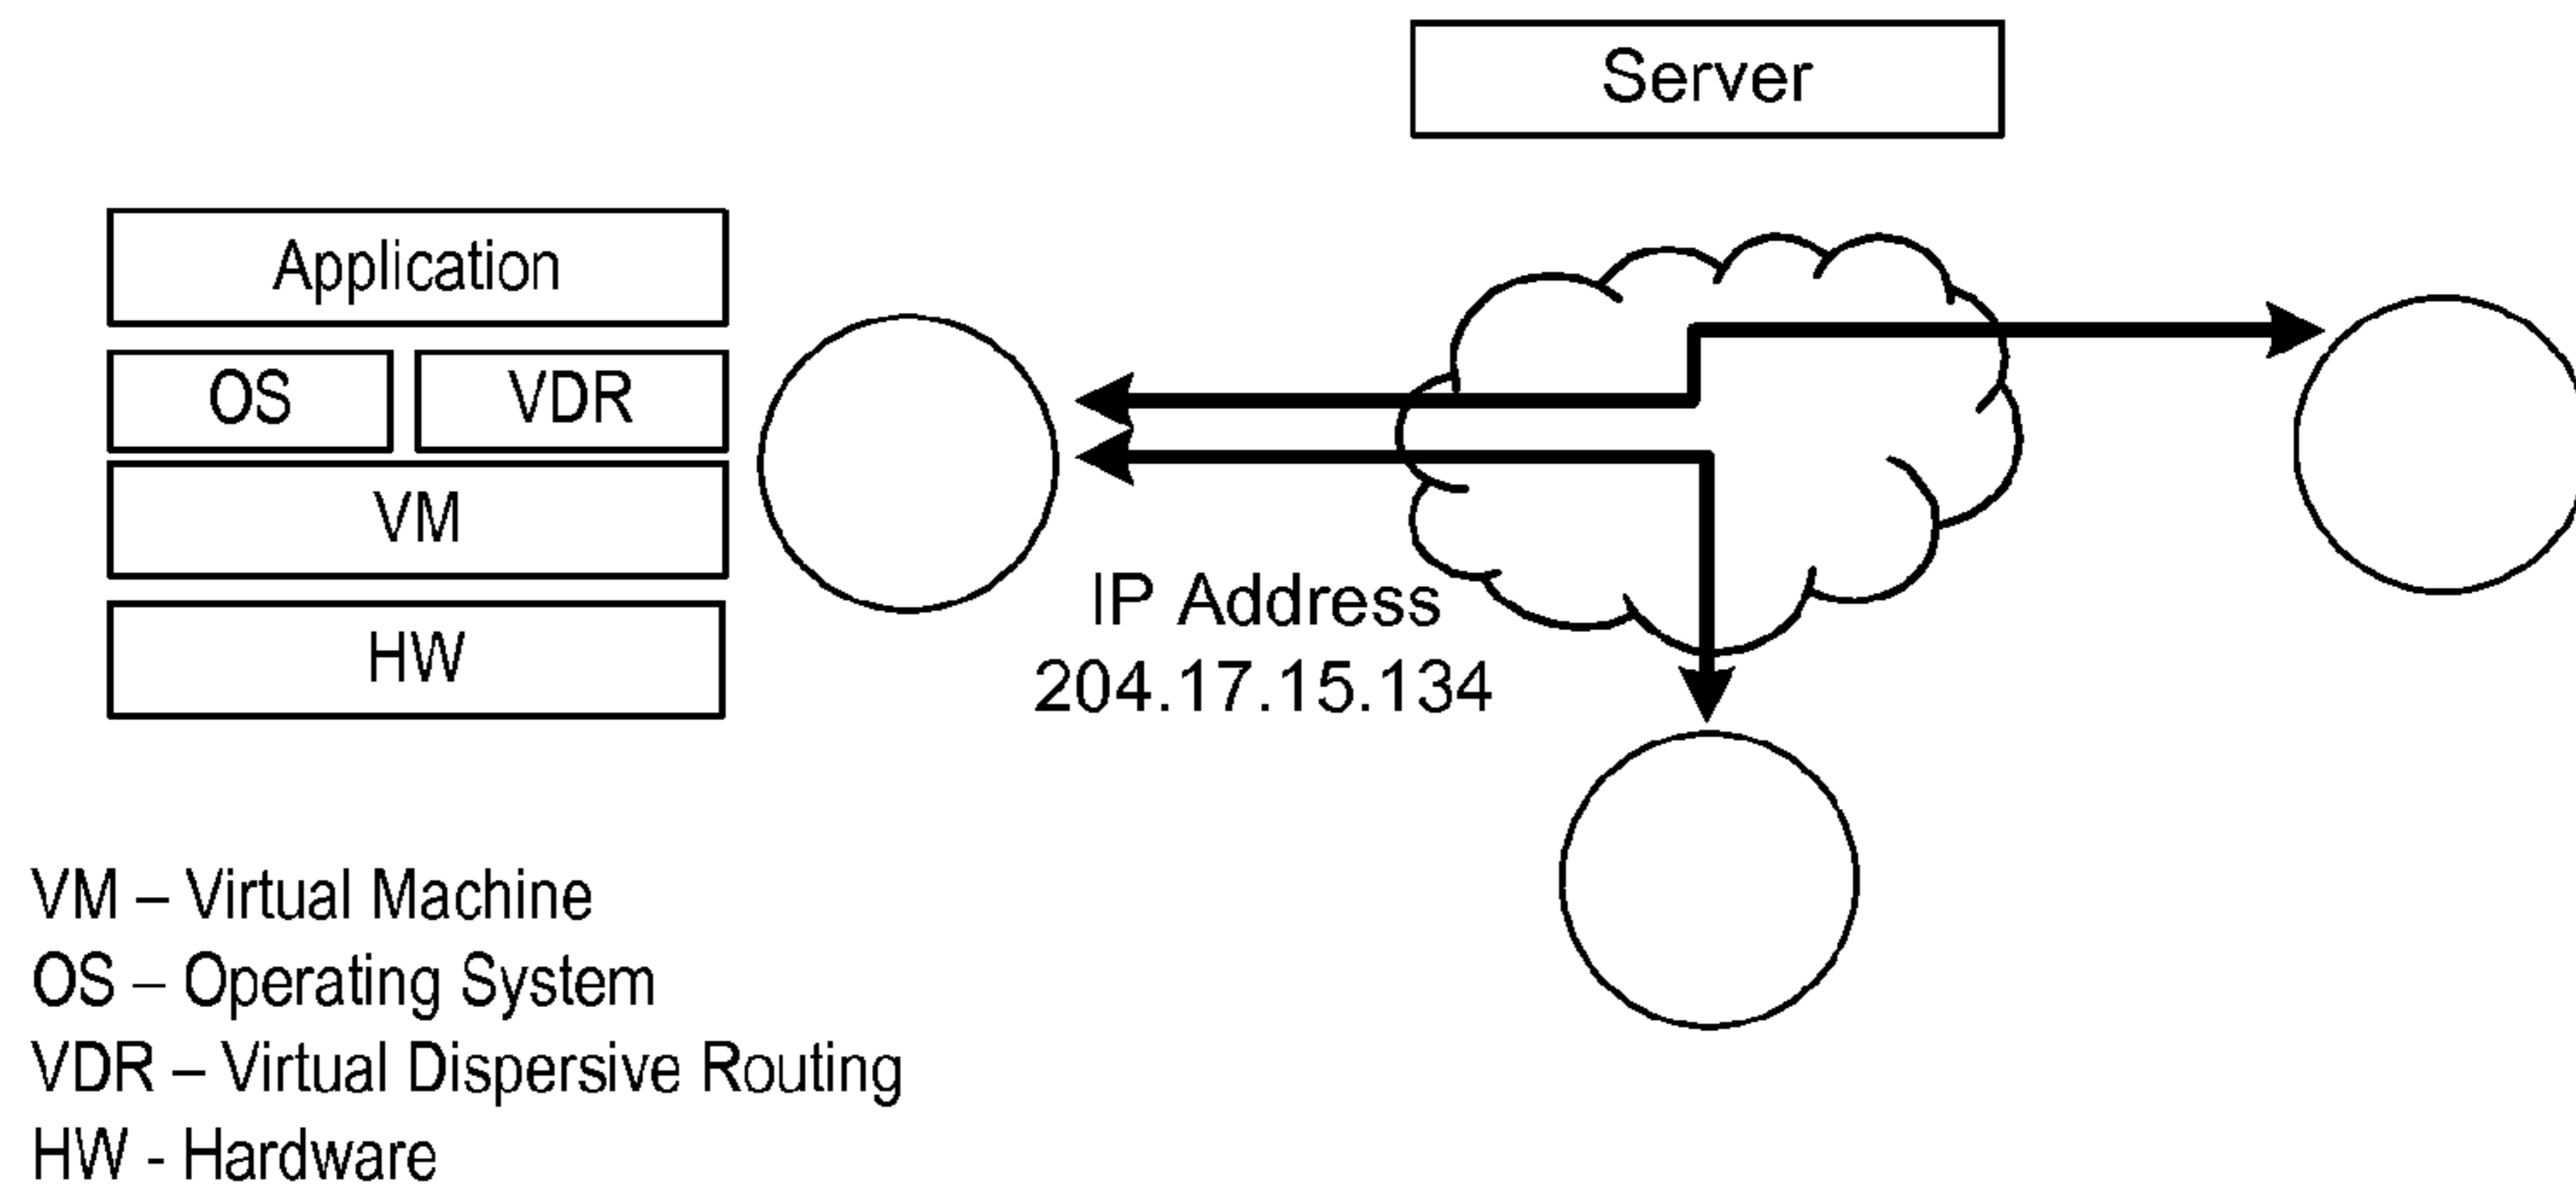 Server
Application
OS VDR
VM
HW
IP Address
204.17.15.134
VM – Virtual Machine
OS – Operating System
VDR – Virtual Dispersive Routing
HW - Hardware